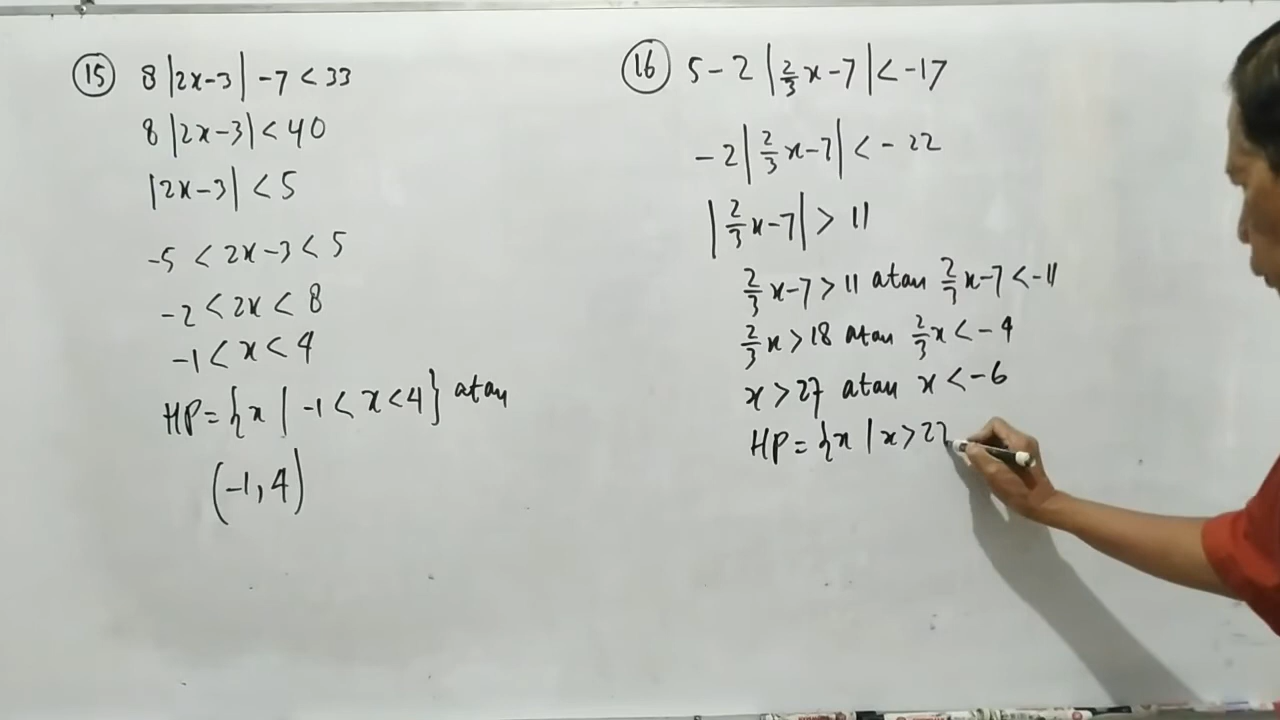 ⑮ 8|2x-3| -7 < 33
8|2x-3| < 40
|2x-3| < 5
-5 < 2x-3 < 5
-2 < 2x < 8
-1 < x < 4
HP = {x | -1 < x < 4} atau
(-1, 4)
⑯ 5-2|2/3 x-7| < -17
-2|2/3 x-7| < -22
|2/3 x-7| > 11
2/3 x-7 > 11 atau 2/3 x-7 < -11
2/3 x > 18 atau 2/3 x < -4
x > 27 atau x < -6
HP = {x | x > 27